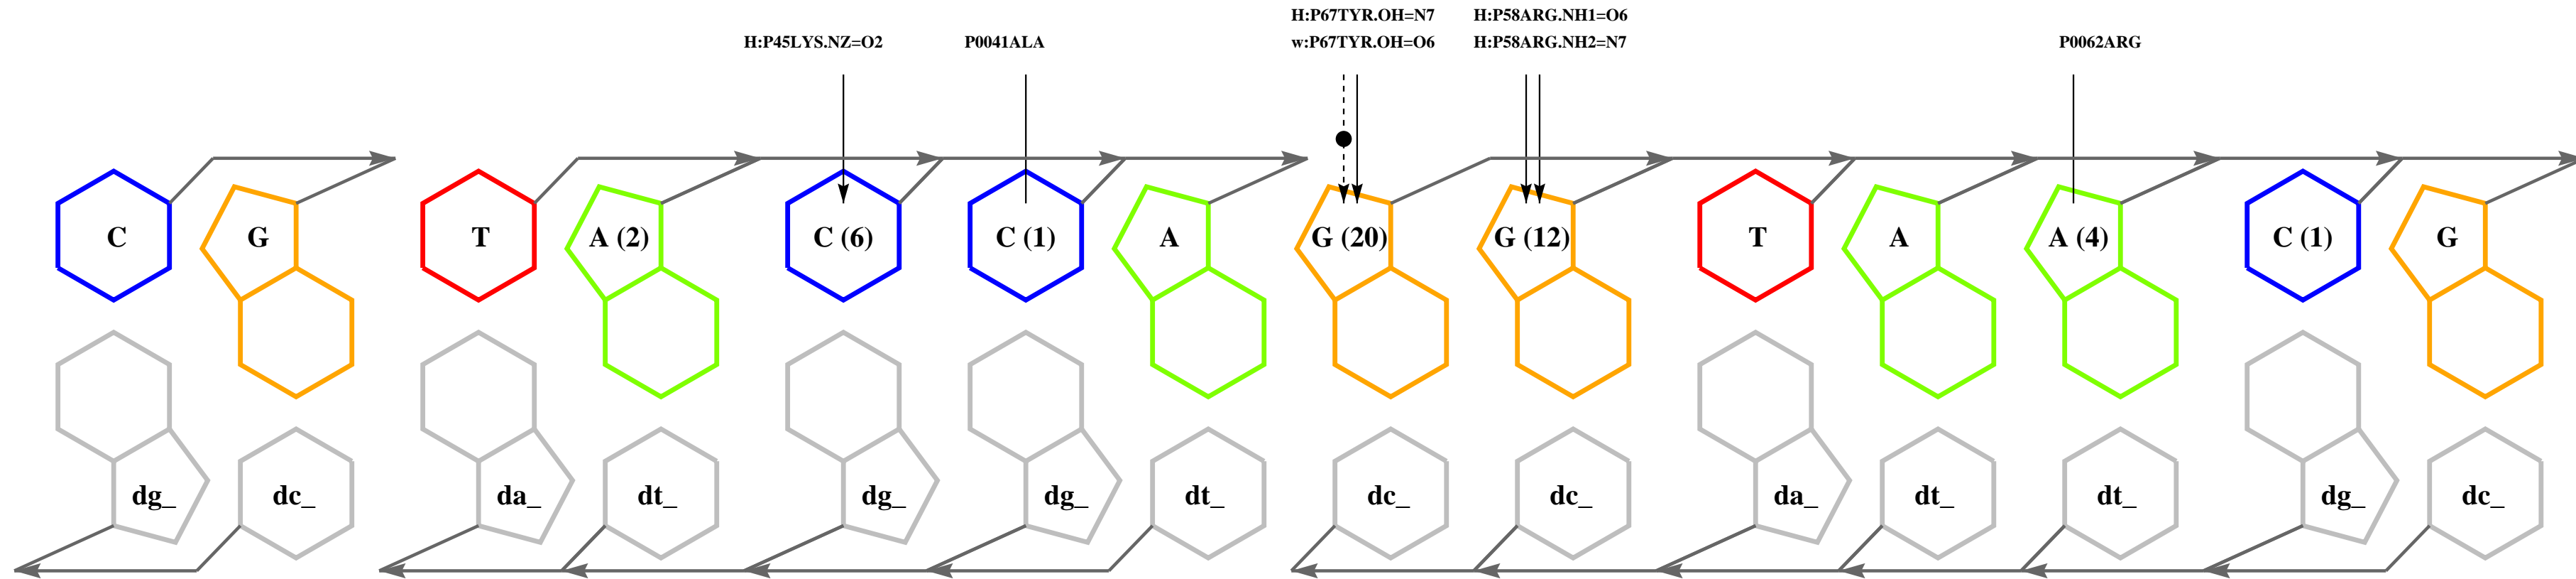 H:P67TYR.OH=N7 H:P58ARG.NH1=O6
H:P45LYS.NZ=O2 P0041ALA w:P67TYR.OH=O6 H:P58ARG.NH2=N7 P0062ARG
C G T A (2) C (6) C (1) A G (20) G (12) T A A (4) C (1) G
dg_ dc_ da_ dt_ dg_ dg_ dt_ dc_ dc_ da_ dt_ dt_ dg_ dc_